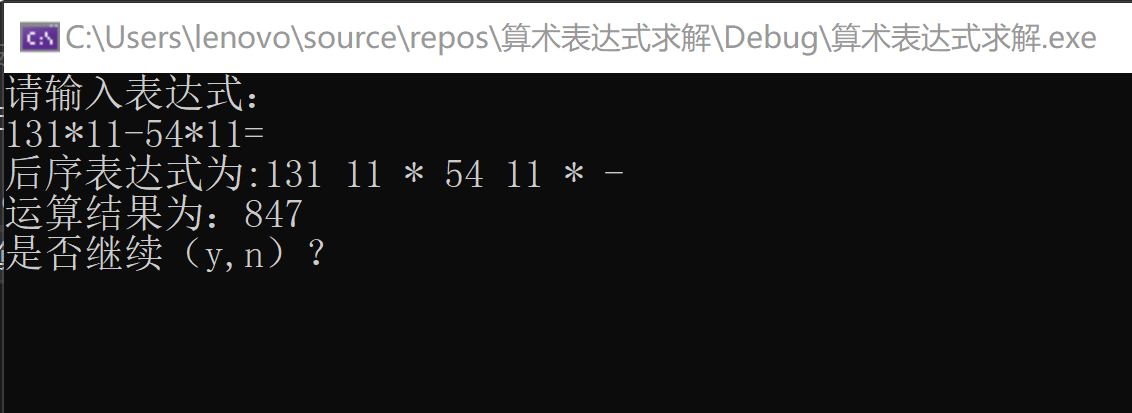 C:\Users\lenovo\source\repos\算术表达式求解\Debug\算术表达式求解.exe
请输入表达式：
131*11-54*11=
后序表达式为:131 11 * 54 11 * -
运算结果为：847
是否继续（y,n）？